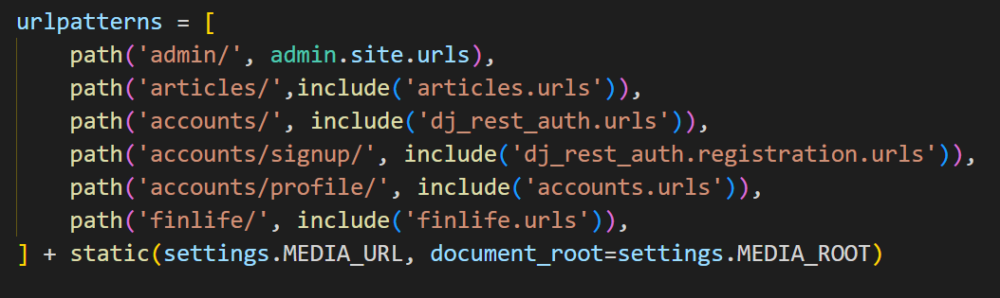 urlpatterns = [
    path('admin/', admin.site.urls),
    path('articles/',include('articles.urls')),
    path('accounts/', include('dj_rest_auth.urls')),
    path('accounts/signup/', include('dj_rest_auth.registration.urls')),
    path('accounts/profile/', include('accounts.urls')),
    path('finlife/', include('finlife.urls')),
] + static(settings.MEDIA_URL, document_root=settings.MEDIA_ROOT)